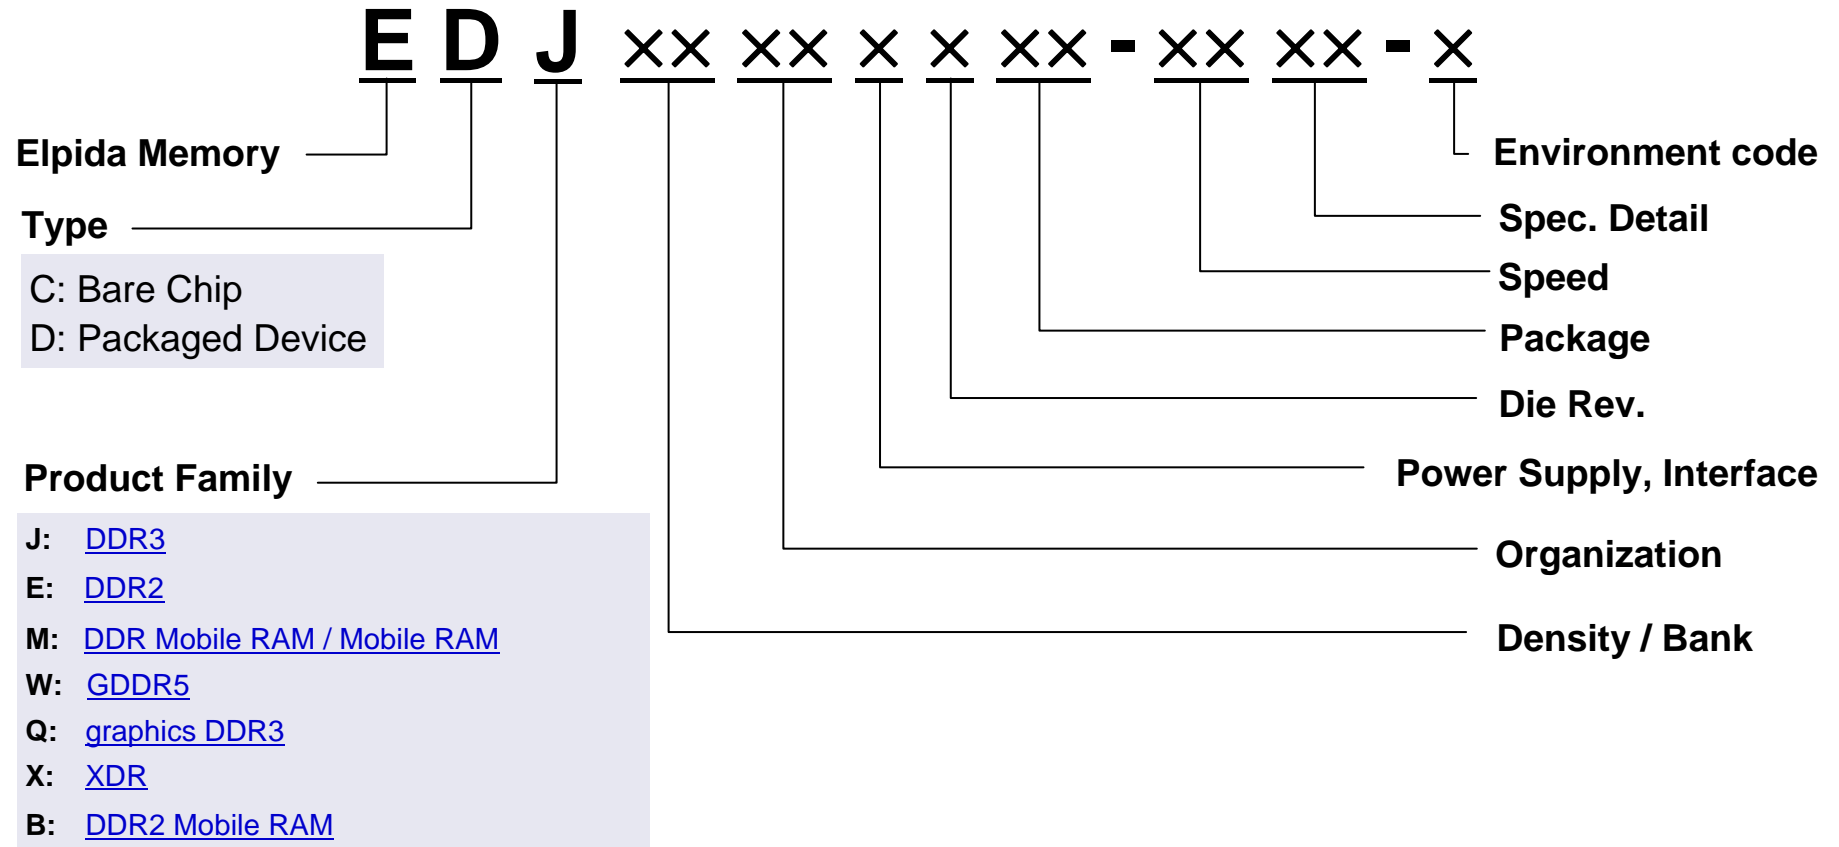 E D J ×× ×× × × ×× - ×× ×× - ×
Elpida Memory
Type
C: Bare Chip
D: Packaged Device
Product Family
J: DDR3
E: DDR2
M: DDR Mobile RAM / Mobile RAM
W: GDDR5
Q: graphics DDR3
X: XDR
B: DDR2 Mobile RAM
Environment code
Spec. Detail
Speed
Package
Die Rev.
Power Supply, Interface
Organization
Density / Bank